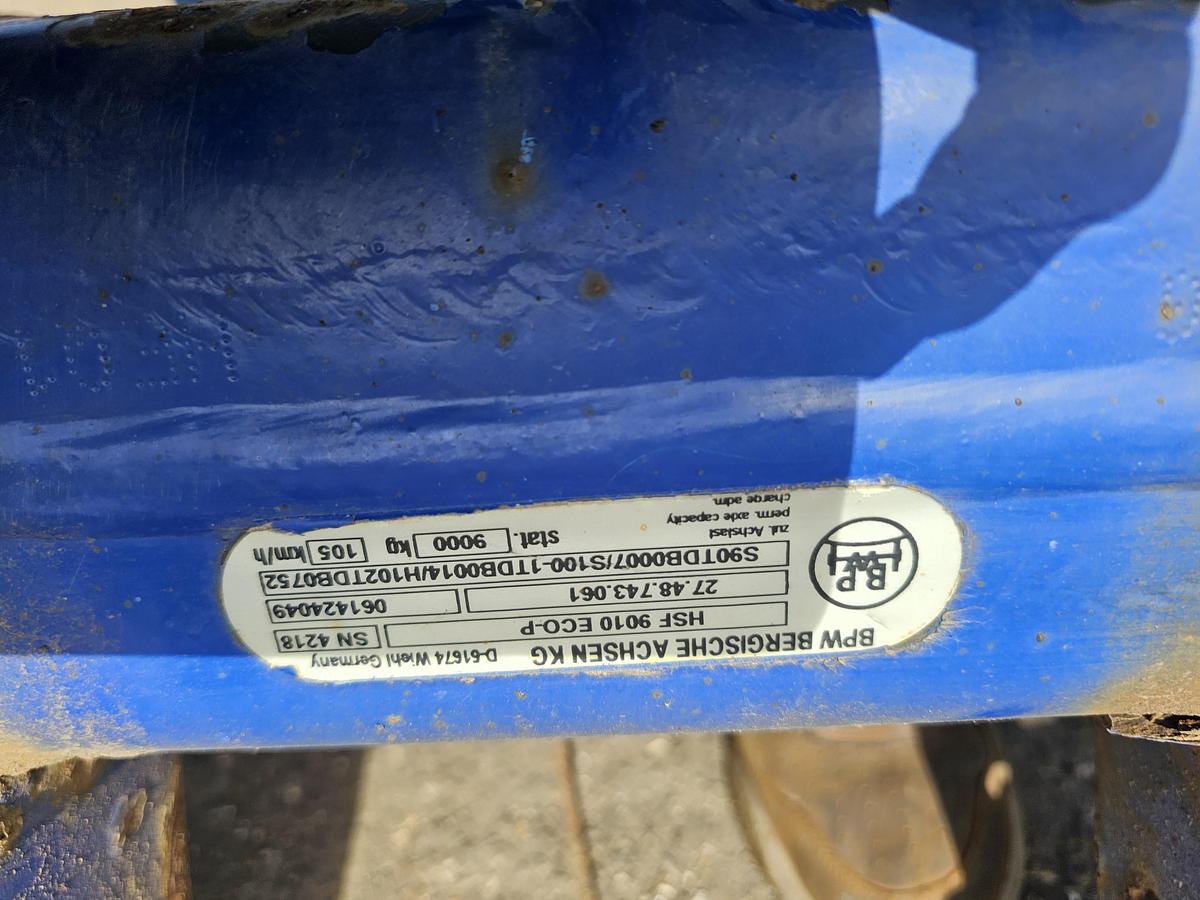 BPW BERGISCHE ACHSEN KG D-51674 Wiehl Germany
HSF 9010 ECO-P SN 4218
27.48.743.061 061424049
S90TDB0007/S100-1TDB0014/H102TDB0752
zul. Achslast
perm. axle capacity
charge adm.
stat. 9000 kg 105 km/h
BPW